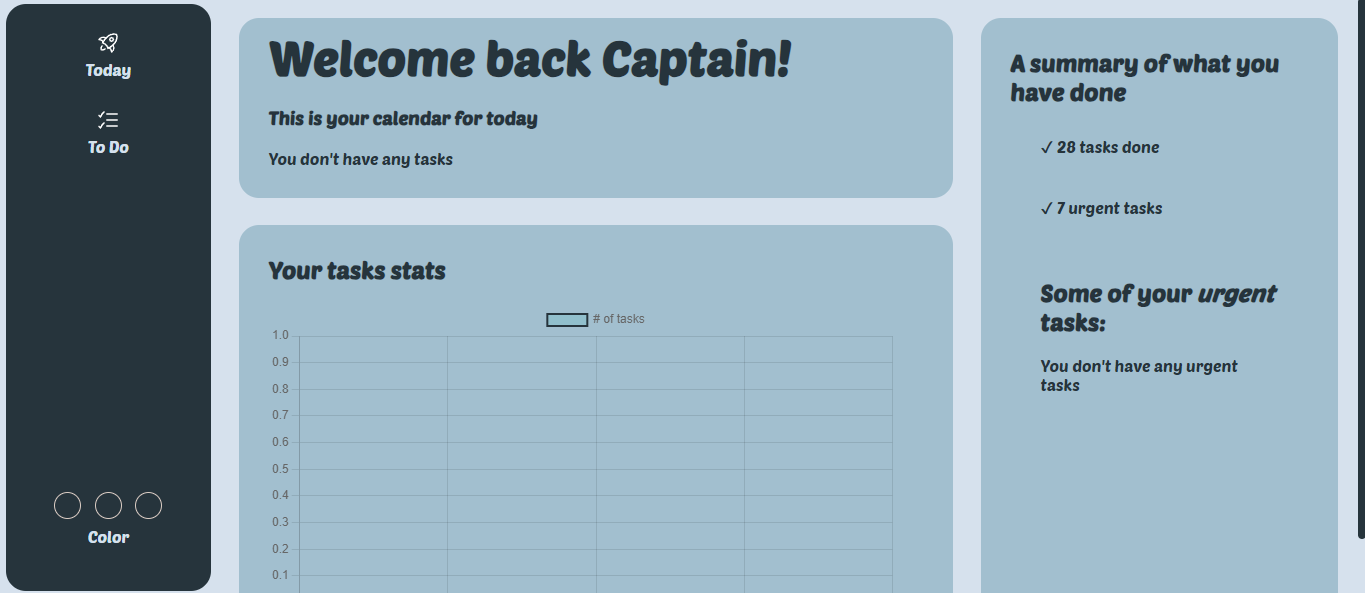 Today
To Do
Color
Welcome back Captain!
This is your calendar for today
You don't have any tasks
Your tasks stats
# of tasks
1.0
0.9
0.8
0.7
0.6
0.5
0.4
0.3
0.2
0.1
A summary of what you
have done
✓ 28 tasks done
✓ 7 urgent tasks
Some of your urgent
tasks:
You don't have any urgent
tasks